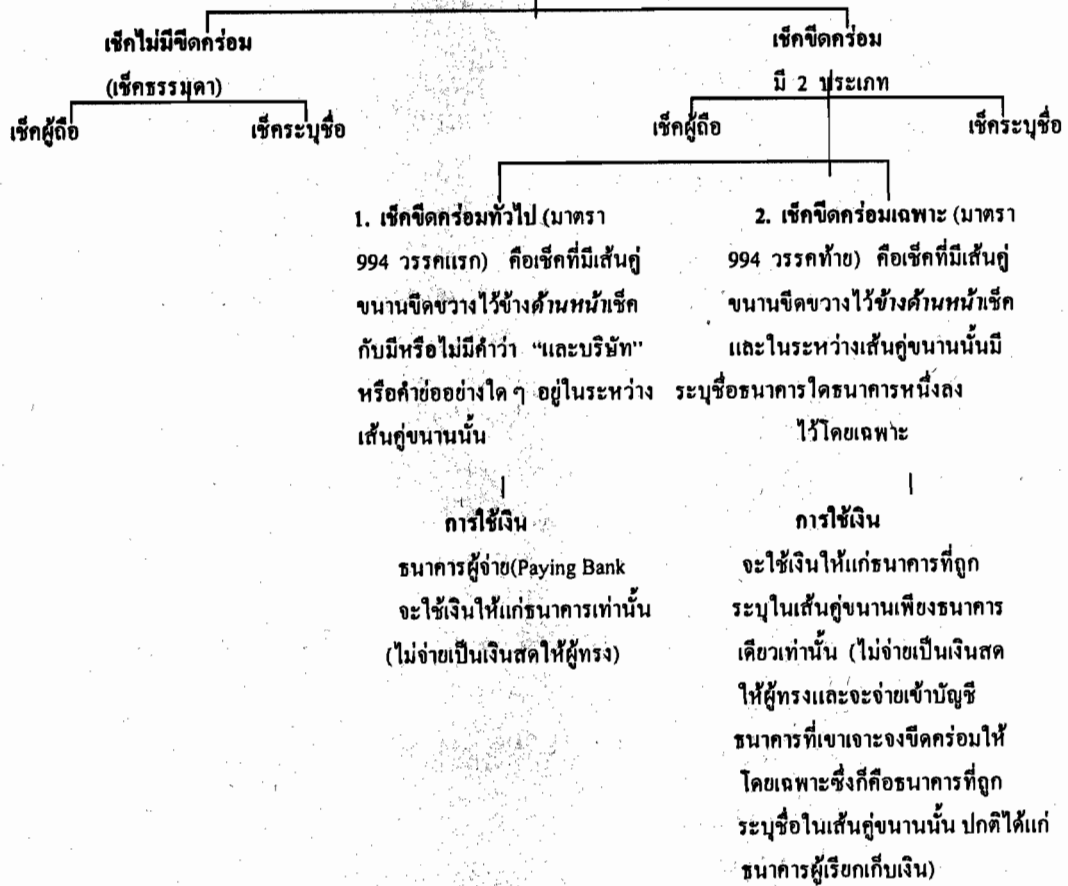 เช็คไม่มีขีดคร่อม
(เช็คธรรมดา)
เช็คผู้ถือ เช็คระบุชื่อ
เช็คขีดคร่อม
มี 2 ประเภท
เช็คผู้ถือ เช็คระบุชื่อ
1. เช็คขีดคร่อมทั่วไป (มาตรา
994 วรรคแรก) คือเช็คที่มีเส้นคู่
ขนานขีดขวางไว้ข้างด้านหน้าเช็ค
กับมีหรือไม่มีคำว่า “และบริษัท”
หรือคำย่ออย่างใด ๆ อยู่ในระหว่าง
เส้นคู่ขนานนั้น
การใช้เงิน
ธนาคารผู้จ่าย(Paying Bank
จะใช้เงินให้แก่ธนาคารเท่านั้น
(ไม่จ่ายเป็นเงินสดให้ผู้ทรง)
2. เช็คขีดคร่อมเฉพาะ (มาตรา
994 วรรคท้าย) คือเช็คที่มีเส้นคู่
ขนานขีดขวางไว้ข้างด้านหน้าเช็ค
และในระหว่างเส้นคู่ขนานนั้นมี
ระบุชื่อธนาคารใดธนาคารหนึ่งลง
ไว้โดยเฉพาะ
การใช้เงิน
จะใช้เงินให้แก่ธนาคารที่ถูก
ระบุในเส้นคู่ขนานเพียงธนาคาร
เดียวเท่านั้น (ไม่จ่ายเป็นเงินสด
ให้ผู้ทรงและจะจ่ายเข้าบัญชี
ธนาคารที่เขาเจาะจงขีดคร่อมให้
โดยเฉพาะซึ่งก็คือธนาคารที่ถูก
ระบุชื่อในเส้นคู่ขนานนั้น ปกติได้แก่
ธนาคารผู้เรียกเก็บเงิน)